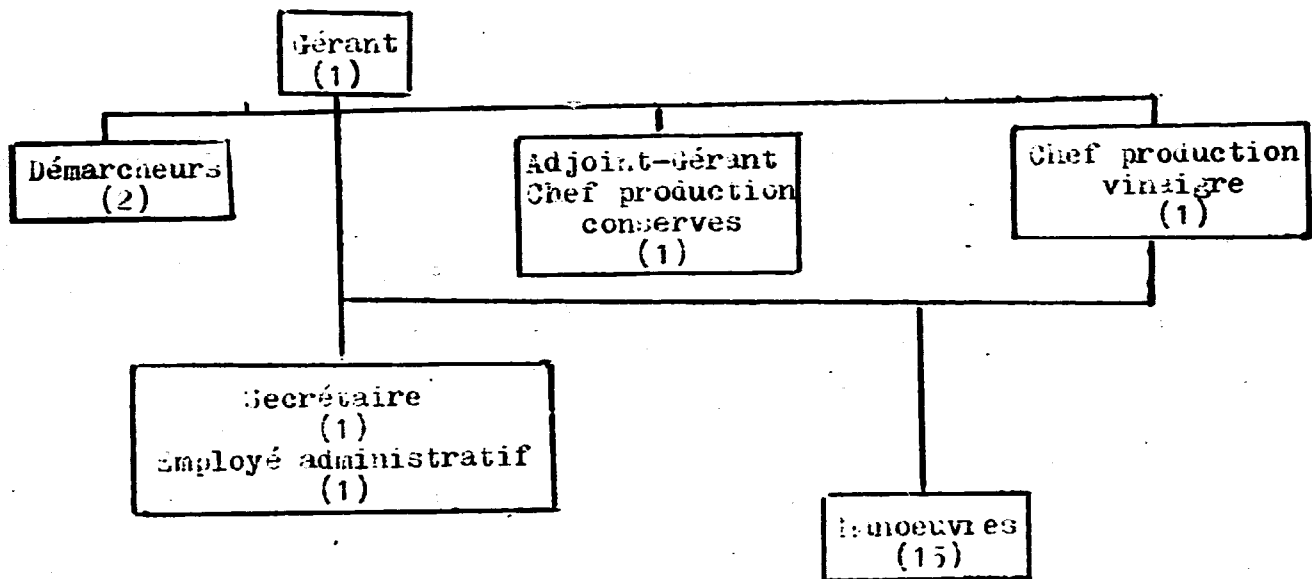 Gérant
(1)
Démarcheurs
(2)
Adjoint-Gérant
Chef production
conserves
(1)
Chef production
vinaigre
(1)
Secrétaire
(1)
Employé administratif
(1)
Manoeuvres
(15)